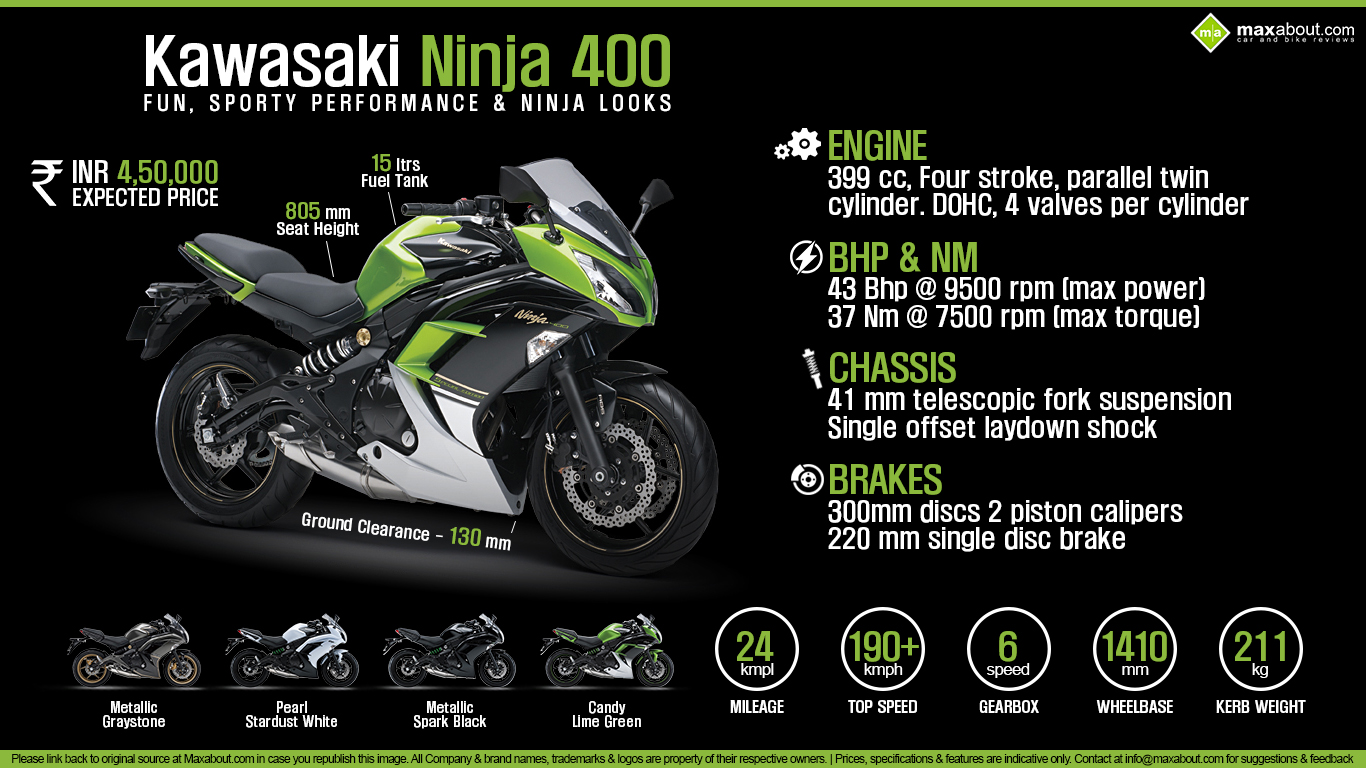 m|a
maxabout.com
car and bike reviews
Kawasaki Ninja 400
FUN, SPORTY PERFORMANCE & NINJA LOOKS
₹ INR 4,50,000
EXPECTED PRICE
15 ltrs
Fuel Tank
805 mm
Seat Height
Kawasaki
Ninja 400
Ground Clearance - 130 mm
ENGINE
399 cc, Four stroke, parallel twin
cylinder. DOHC, 4 valves per cylinder
BHP & NM
43 Bhp @ 9500 rpm (max power)
37 Nm @ 7500 rpm (max torque)
CHASSIS
41 mm telescopic fork suspension
Single offset laydown shock
BRAKES
300mm discs 2 piston calipers
220 mm single disc brake
Metallic
Graystone
Pearl
Stardust White
Metallic
Spark Black
Candy
Lime Green
24
kmpl
MILEAGE
190+
kmph
TOP SPEED
6
speed
GEARBOX
1410
mm
WHEELBASE
211
kg
KERB WEIGHT
Please link back to original source at Maxabout.com in case you republish this image. All Company & brand names, trademarks & logos are property of their respective owners. | Prices, specifications & features are indicative only. Contact at info@maxabout.com for suggestions & feedback